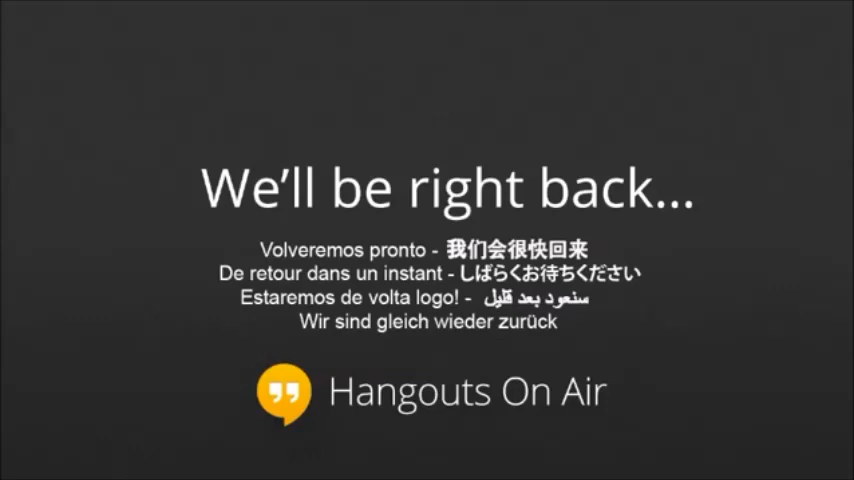 We'll be right back...
Volveremos pronto - 我们会很快回来
De retour dans un instant - しばらくお待ちください
Estaremos de volta logo! - سنعود بعد قليل
Wir sind gleich wieder zurück
Hangouts On Air